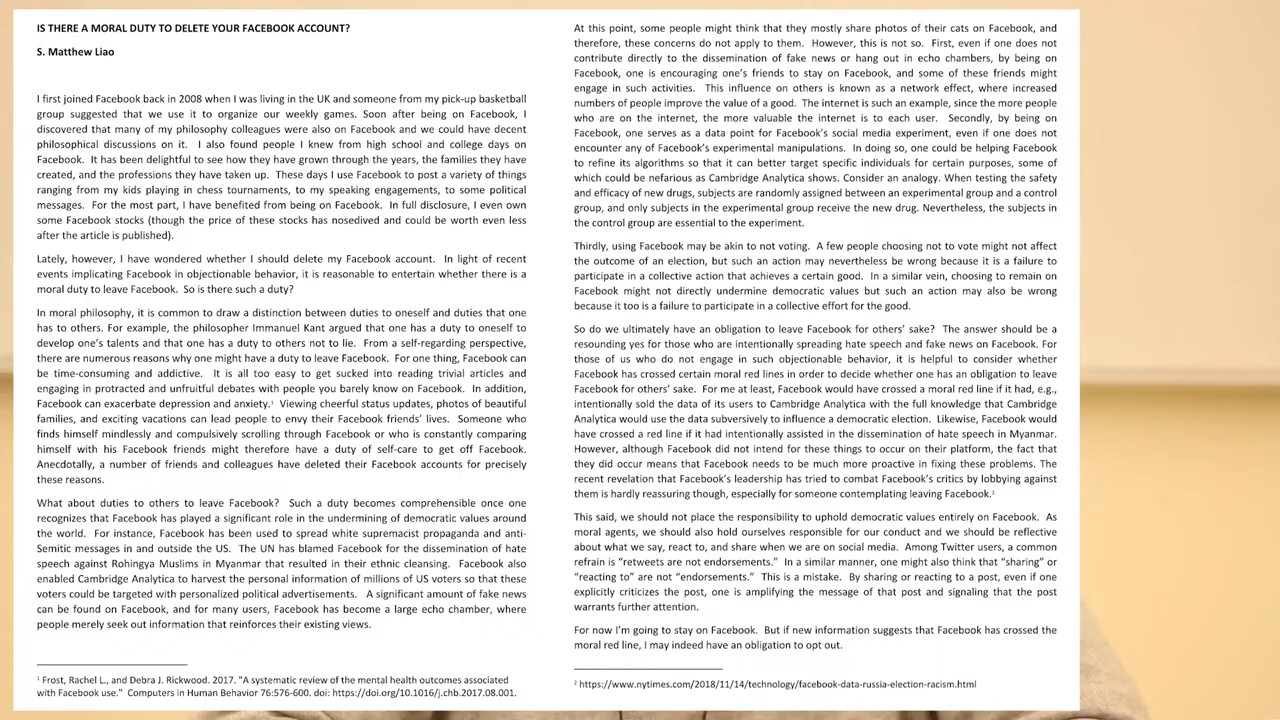 IS THERE A MORAL DUTY TO DELETE YOUR FACEBOOK ACCOUNT?
S. Matthew Liao
I first joined Facebook back in 2008 when I was living in the UK and someone from my pick-up basketball
group suggested that we use it to organize our weekly games. Soon after being on Facebook, I
discovered that many of my philosophy colleagues were also on Facebook and we could have decent
philosophical discussions on it. I also found people I knew from high school and college days on
Facebook. It has been delightful to see how they have grown through the years, the families they have
created, and the professions they have taken up. These days I use Facebook to post a variety of things
ranging from my kids playing in chess tournaments, to my speaking engagements, to some political
messages. For the most part, I have benefited from being on Facebook. In full disclosure, I even own
some Facebook stocks (though the price of these stocks has nosedived and could be worth even less
after the article is published).
Lately, however, I have wondered whether I should delete my Facebook account. In light of recent
events implicating Facebook in objectionable behavior, it is reasonable to entertain whether there is a
moral duty to leave Facebook. So is there such a duty?
In moral philosophy, it is common to draw a distinction between duties to oneself and duties that one
has to others. For example, the philosopher Immanuel Kant argued that one has a duty to oneself to
develop one's talents and that one has a duty to others not to lie. From a self-regarding perspective,
there are numerous reasons why one might have a duty to leave Facebook. For one thing, Facebook can
be time-consuming and addictive. It is all too easy to get sucked into reading trivial articles and
engaging in protracted and unfruitful debates with people you barely know on Facebook. In addition,
Facebook can exacerbate depression and anxiety.¹ Viewing cheerful status updates, photos of beautiful
families, and exciting vacations can lead people to envy their Facebook friends' lives. Someone who
finds himself mindlessly and compulsively scrolling through Facebook or who is constantly comparing
himself with his Facebook friends might therefore have a duty of self-care to get off Facebook.
Anecdotally, a number of friends and colleagues have deleted their Facebook accounts for precisely
these reasons.
What about duties to others to leave Facebook? Such a duty becomes comprehensible once one
recognizes that Facebook has played a significant role in the undermining of democratic values around
the world. For instance, Facebook has been used to spread white supremacist propaganda and anti-
Semitic messages in and outside the US. The UN has blamed Facebook for the dissemination of hate
speech against Rohingya Muslims in Myanmar that resulted in their ethnic cleansing. Facebook also
enabled Cambridge Analytica to harvest the personal information of millions of US voters so that these
voters could be targeted with personalized political advertisements. A significant amount of fake news
can be found on Facebook, and for many users, Facebook has become a large echo chamber, where
people merely seek out information that reinforces their existing views.
¹ Frost, Rachel L., and Debra J. Rickwood. 2017. "A systematic review of the mental health outcomes associated
with Facebook use." Computers in Human Behavior 76:576-600. doi: https://doi.org/10.1016/j.chb.2017.08.001.
At this point, some people might think that they mostly share photos of their cats on Facebook, and
therefore, these concerns do not apply to them. However, this is not so. First, even if one does not
contribute directly to the dissemination of fake news or hang out in echo chambers, by being on
Facebook, one is encouraging one's friends to stay on Facebook, and some of these friends might
engage in such activities. This influence on others is known as a network effect, where increased
numbers of people improve the value of a good. The internet is such an example, since the more people
who are on the internet, the more valuable the internet is to each user. Secondly, by being on
Facebook, one serves as a data point for Facebook's social media experiment, even if one does not
encounter any of Facebook's experimental manipulations. In doing so, one could be helping Facebook
to refine its algorithms so that it can better target specific individuals for certain purposes, some of
which could be nefarious as Cambridge Analytica shows. Consider an analogy. When testing the safety
and efficacy of new drugs, subjects are randomly assigned between an experimental group and a control
group, and only subjects in the experimental group receive the new drug. Nevertheless, the subjects in
the control group are essential to the experiment.
Thirdly, using Facebook may be akin to not voting. A few people choosing not to vote might not affect
the outcome of an election, but such an action may nevertheless be wrong because it is a failure to
participate in a collective action that achieves a certain good. In a similar vein, choosing to remain on
Facebook might not directly undermine democratic values but such an action may also be wrong
because it too is a failure to participate in a collective effort for the good.
So do we ultimately have an obligation to leave Facebook for others' sake? The answer should be a
resounding yes for those who are intentionally spreading hate speech and fake news on Facebook. For
those of us who do not engage in such objectionable behavior, it is helpful to consider whether
Facebook has crossed certain moral red lines in order to decide whether one has an obligation to leave
Facebook for others' sake. For me at least, Facebook would have crossed a moral red line if it had, e.g.,
intentionally sold the data of its users to Cambridge Analytica with the full knowledge that Cambridge
Analytica would use the data subversively to influence a democratic election. Likewise, Facebook would
have crossed a red line if it had intentionally assisted in the dissemination of hate speech in Myanmar.
However, although Facebook did not intend for these things to occur on their platform, the fact that
they did occur means that Facebook needs to be much more proactive in fixing these problems. The
recent revelation that Facebook's leadership has tried to combat Facebook's critics by lobbying against
them is hardly reassuring though, especially for someone contemplating leaving Facebook.²
This said, we should not place the responsibility to uphold democratic values entirely on Facebook. As
moral agents, we should also hold ourselves responsible for our conduct and we should be reflective
about what we say, react to, and share when we are on social media. Among Twitter users, a common
refrain is "retweets are not endorsements." In a similar manner, one might also think that "sharing" or
"reacting to" are not "endorsements." This is a mistake. By sharing or reacting to a post, even if one
explicitly criticizes the post, one is amplifying the message of that post and signaling that the post
warrants further attention.
For now I'm going to stay on Facebook. But if new information suggests that Facebook has crossed the
moral red line, I may indeed have an obligation to opt out.
² https://www.nytimes.com/2018/11/14/technology/facebook-data-russia-election-racism.html